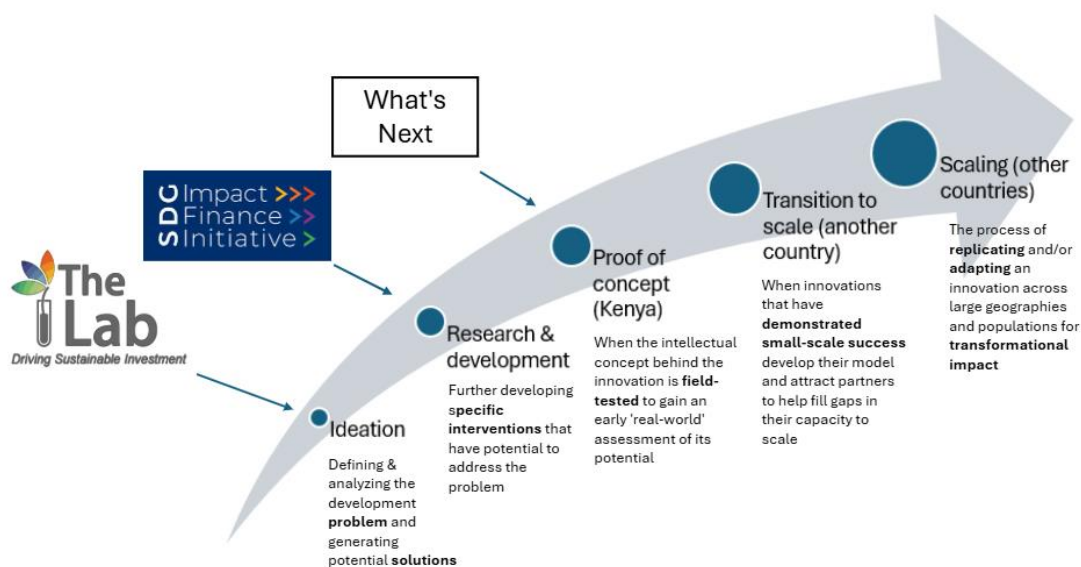 What's
Next
SDG
Impact >>>
Finance >>
Initiative >
The
Lab
Driving Sustainable Investment
Ideation
Defining &
analyzing the
development
problem and
generating
potential solutions
Research &
development
Further developing
specific
interventions that
have potential to
address the
problem
Proof of
concept
(Kenya)
When the intellectual
concept behind the
innovation is field-
tested to gain an
early 'real-world'
assessment of its
potential
Transition to
scale (another
country)
When innovations
that have
demonstrated
small-scale success
develop their model
and attract partners
to help fill gaps in
their capacity to
scale
Scaling (other
countries)
The process of
replicating and/or
adapting an
innovation across
large geographies
and populations for
transformational
impact